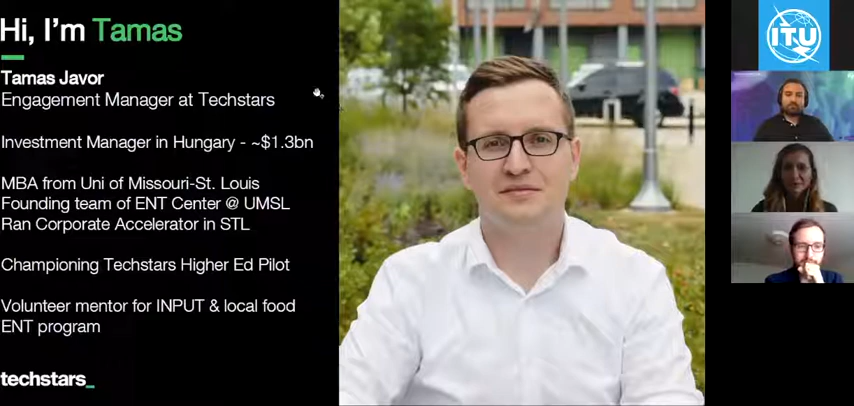 Hi, I'm Tamas
Tamas Javor
Engagement Manager at Techstars
Investment Manager in Hungary - ~$1.3bn
MBA from Uni of Missouri-St. Louis
Founding team of ENT Center @ UMSL
Ran Corporate Accelerator in STL
Championing Techstars Higher Ed Pilot
Volunteer mentor for INPUT & local food
ENT program
techstars_
ITU